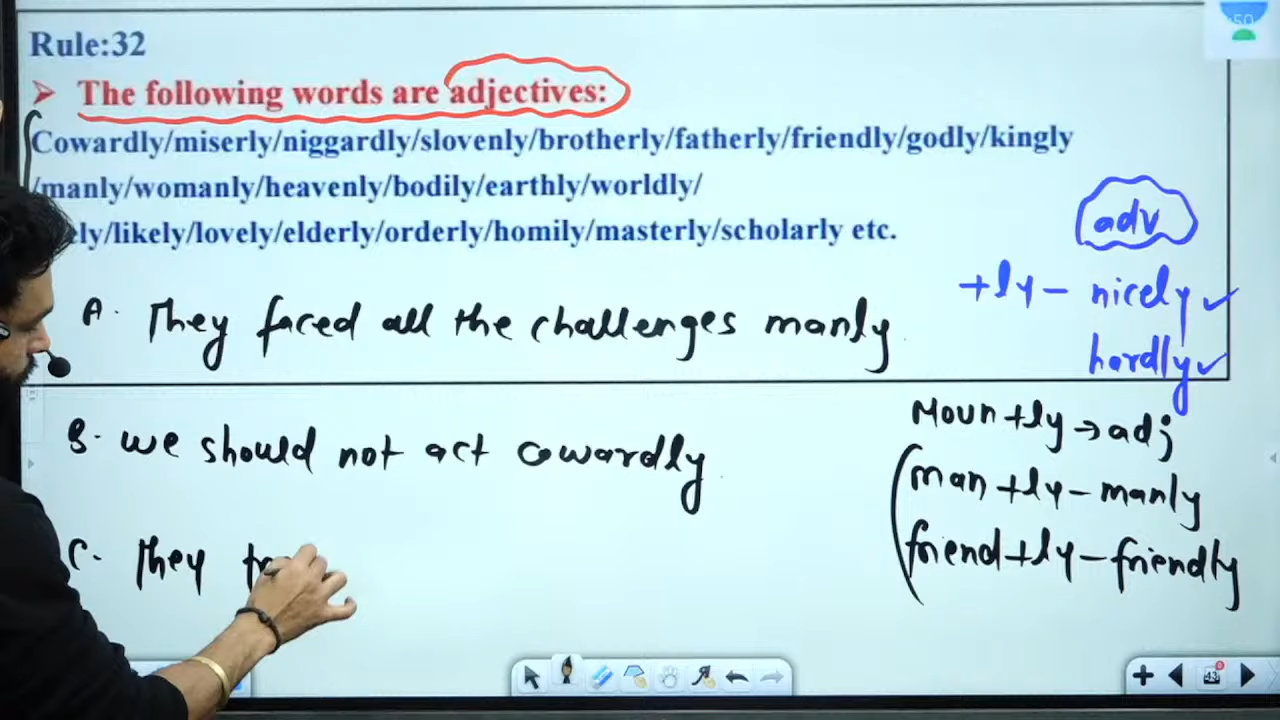 Rule:32
➤ The following words are adjectives:
Cowardly/miserly/niggardly/slovenly/brotherly/fatherly/friendly/godly/kingly
/manly/womanly/heavenly/bodily/earthly/worldly/
ely/likely/lovely/elderly/orderly/homily/masterly/scholarly etc.
adv
+ly - nicely ✓
hardly ✓
A. They faced all the challenges manly.
Noun+ly → adj
B. We should not act cowardly.
man +ly - manly
friend+ly - friendly
C. They
43